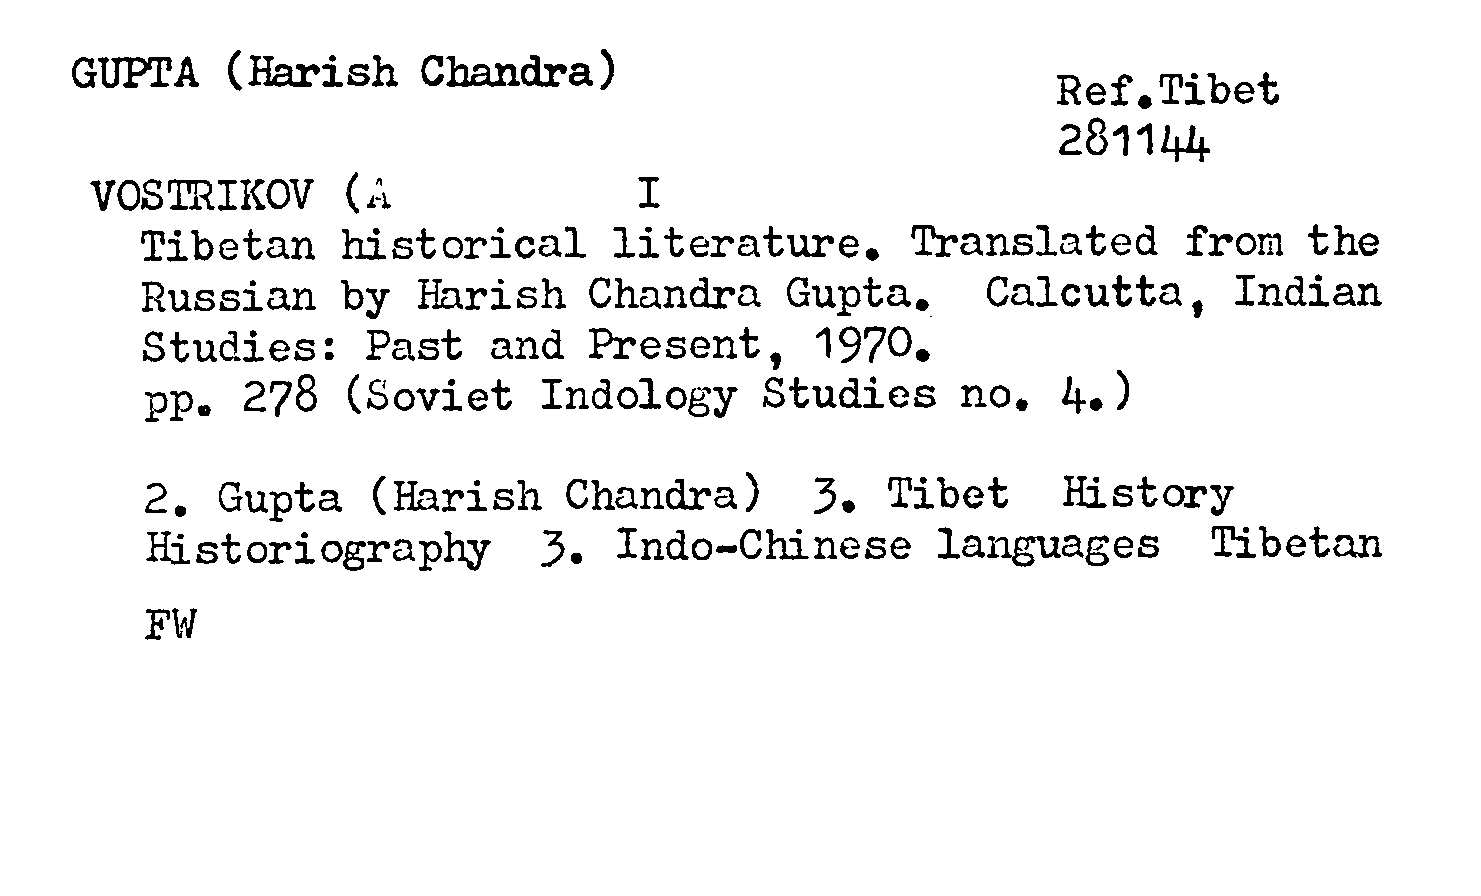 GUPTA (Harish Chandra)
Ref.Tibet
281144
VOSTRIKOV (A I
Tibetan historical literature. Translated from the
Russian by Harish Chandra Gupta. Calcutta, Indian
Studies: Past and Present, 1970.
pp. 278 (Soviet Indology Studies no. 4.)
2. Gupta (Harish Chandra) 3. Tibet History
Historiography 3. Indo-Chinese languages Tibetan
FW